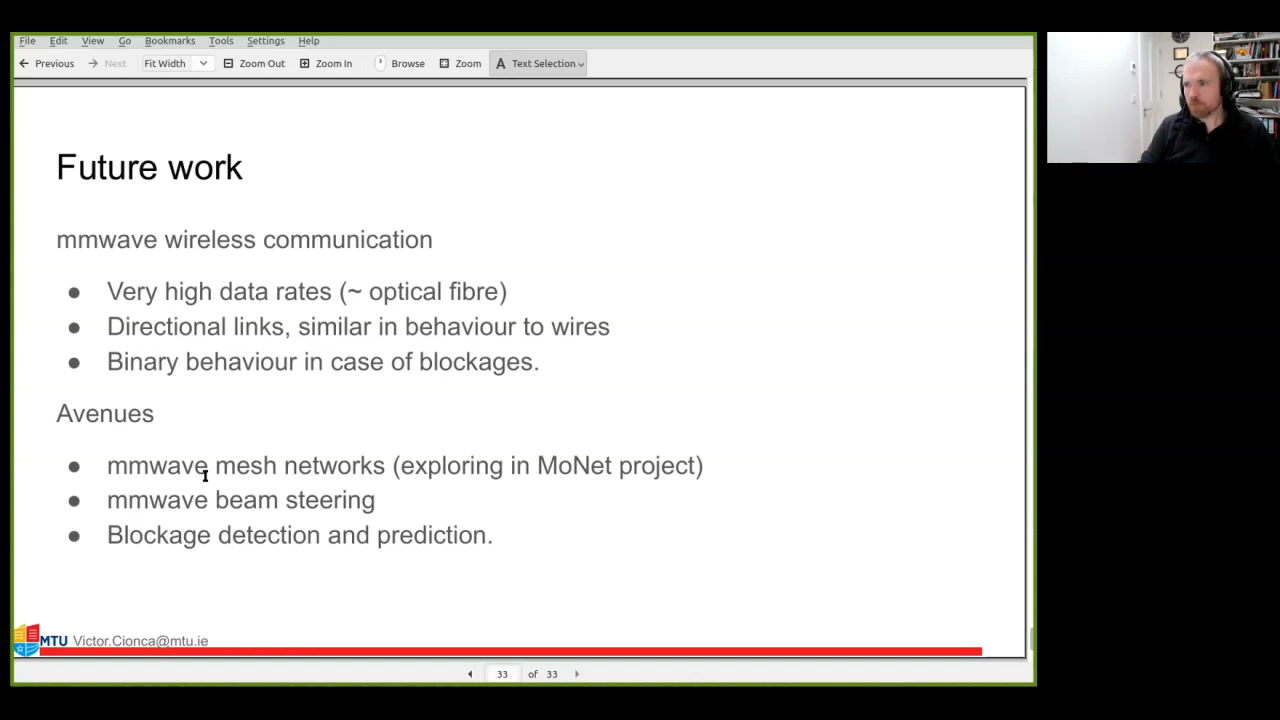 File Edit View Go Bookmarks Tools Settings Help
Previous Next Fit Width Zoom Out Zoom In Browse Zoom Text Selection
Future work
mmwave wireless communication
● Very high data rates (~ optical fibre)
● Directional links, similar in behaviour to wires
● Binary behaviour in case of blockages.
Avenues
● mmwave mesh networks (exploring in MoNet project)
● mmwave beam steering
● Blockage detection and prediction.
MTU Victor.Cionca@mtu.ie
33 of 33